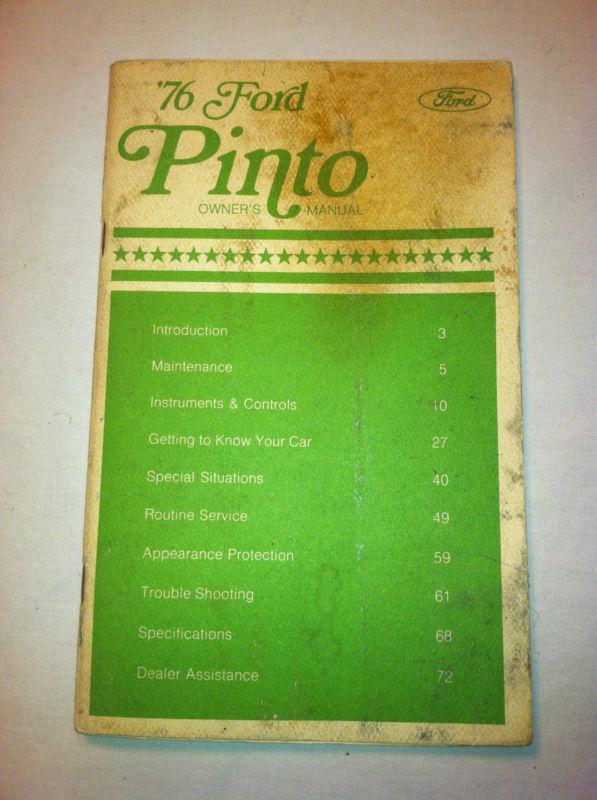 '76 Ford
Ford
Pinto
OWNER'S MANUAL
Introduction 3
Maintenance 5
Instruments & Controls 10
Getting to Know Your Car 27
Special Situations 40
Routine Service 49
Appearance Protection 59
Trouble Shooting 61
Specifications 68
Dealer Assistance 72